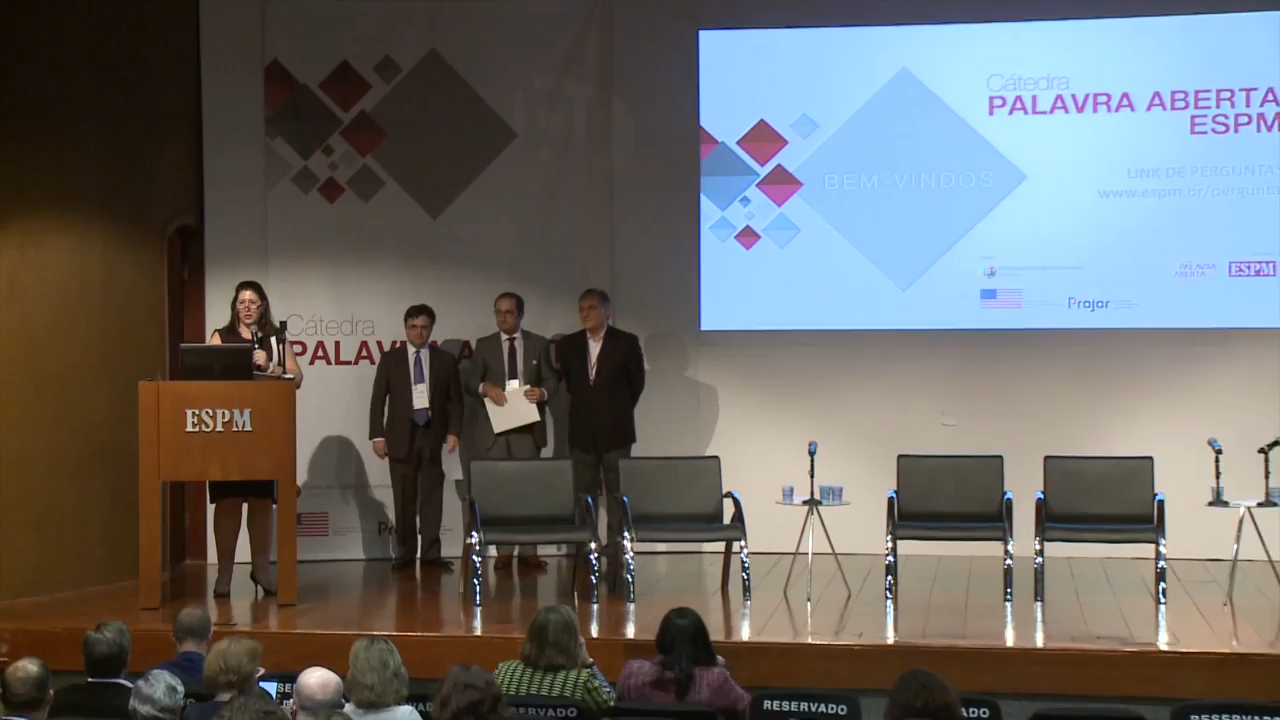 Cátedra
PALAVRA ABERTA
ESPM
BEM-VINDOS
LINK DE PERGUNTAS
www.espm.br/pergunta
PALAVRA
ABERTA
ESPM
Projor
Cátedra
PALAV
A
ESPM
RESERVADO